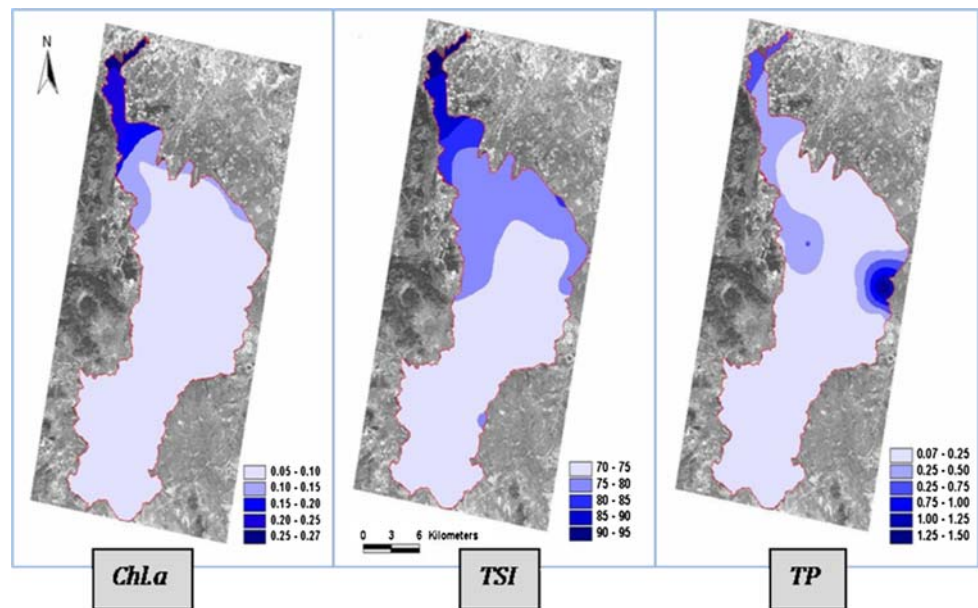 N
0.05 - 0.10
0.10 - 0.15
0.15 - 0.20
0.20 - 0.25
0.25 - 0.27
Chl.a
0 3 6 Kilometers
70 - 75
75 - 80
80 - 85
85 - 90
90 - 95
TSI
0.07 - 0.25
0.25 - 0.50
0.25 - 0.75
0.75 - 1.00
1.00 - 1.25
1.25 - 1.50
TP